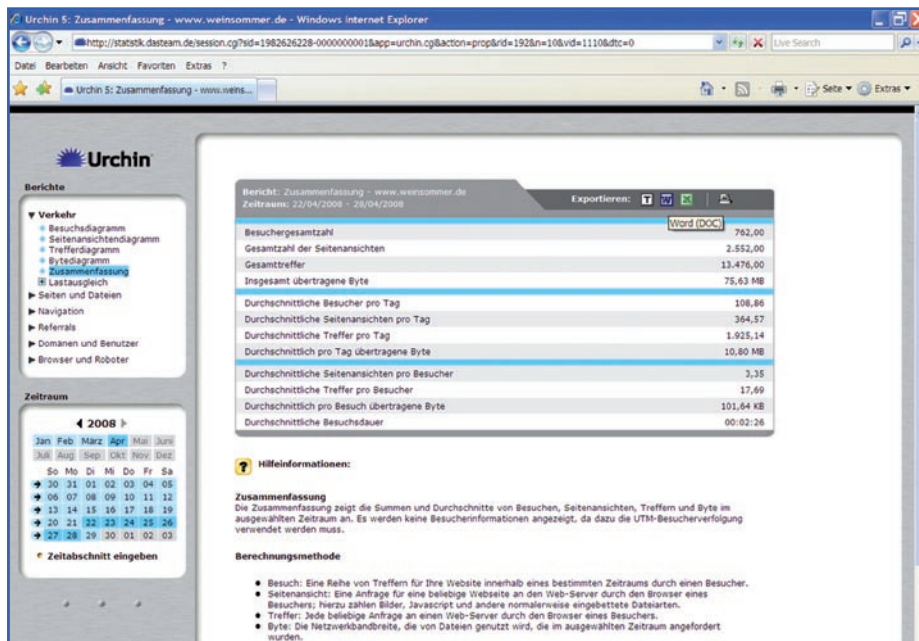 Urchin 5: Zusammenfassung - www.weinsommer.de - Windows Internet Explorer
http://statistik.dasteam.de/session.cgi?sid=1982626228-0000000001&app=urchin.cgi&action=prop&rid=192&n=10&vid=1110&dtc=0
Live Search
Datei Bearbeiten Ansicht Favoriten Extras ?
Urchin 5: Zusammenfassung - www.weins...
Seite Extras
Urchin
Berichte
Verkehr
Besuchsdiagramm
Seitenansichtendiagramm
Trefferdiagramm
Bytediagramm
Zusammenfassung
Lastausgleich
Seiten und Dateien
Navigation
Referrals
Domänen und Benutzer
Browser und Roboter
Zeitraum
2008
Jan Feb März Apr Mai Juni
Juli Aug Sep Okt Nov Dez
So Mo Di Mi Do Fr Sa
30 31 01 02 03 04 05
06 07 08 09 10 11 12
13 14 15 16 17 18 19
20 21 22 23 24 25 26
27 28 29 30 01 02 03
Zeitabschnitt eingeben
Bericht: Zusammenfassung - www.weinsommer.de
Zeitraum: 22/04/2008 - 28/04/2008
Exportieren: T W X
Word (DOC)
Besuchergesamtzahl 762,00
Gesamtzahl der Seitenansichten 2.552,00
Gesamttreffer 13.476,00
Insgesamt übertragene Byte 75,63 MB
Durchschnittliche Besucher pro Tag 108,86
Durchschnittliche Seitenansichten pro Tag 364,57
Durchschnittliche Treffer pro Tag 1.925,14
Durchschnittlich pro Tag übertragene Byte 10,80 MB
Durchschnittliche Seitenansichten pro Besucher 3,35
Durchschnittliche Treffer pro Besucher 17,69
Durchschnittlich pro Besuch übertragene Byte 101,64 KB
Durchschnittliche Besuchsdauer 00:02:26
? Hilfeinformationen:
Zusammenfassung
Die Zusammenfassung zeigt die Summen und Durchschnitte von Besuchen, Seitenansichten, Treffern und Byte im
ausgewählten Zeitraum an. Es werden keine Besucherinformationen angezeigt, da dazu die UTM-Besucherverfolgung
verwendet werden muss.
Berechnungsmethode
Besuch: Eine Reihe von Treffern für Ihre Website innerhalb eines bestimmten Zeitraums durch einen Besucher.
Seitenansicht: Eine Anfrage für eine beliebige Webseite an den Web-Server durch den Browser eines
Besuchers; hierzu zählen Bilder, Javascript und andere normalerweise eingebettete Dateiarten.
Treffer: Jede beliebige Anfrage an einen Web-Server durch den Browser eines Besuchers.
Byte: Die Netzwerkbandbreite, die von Dateien genutzt wird, die im ausgewählten Zeitraum angefordert
wurden.